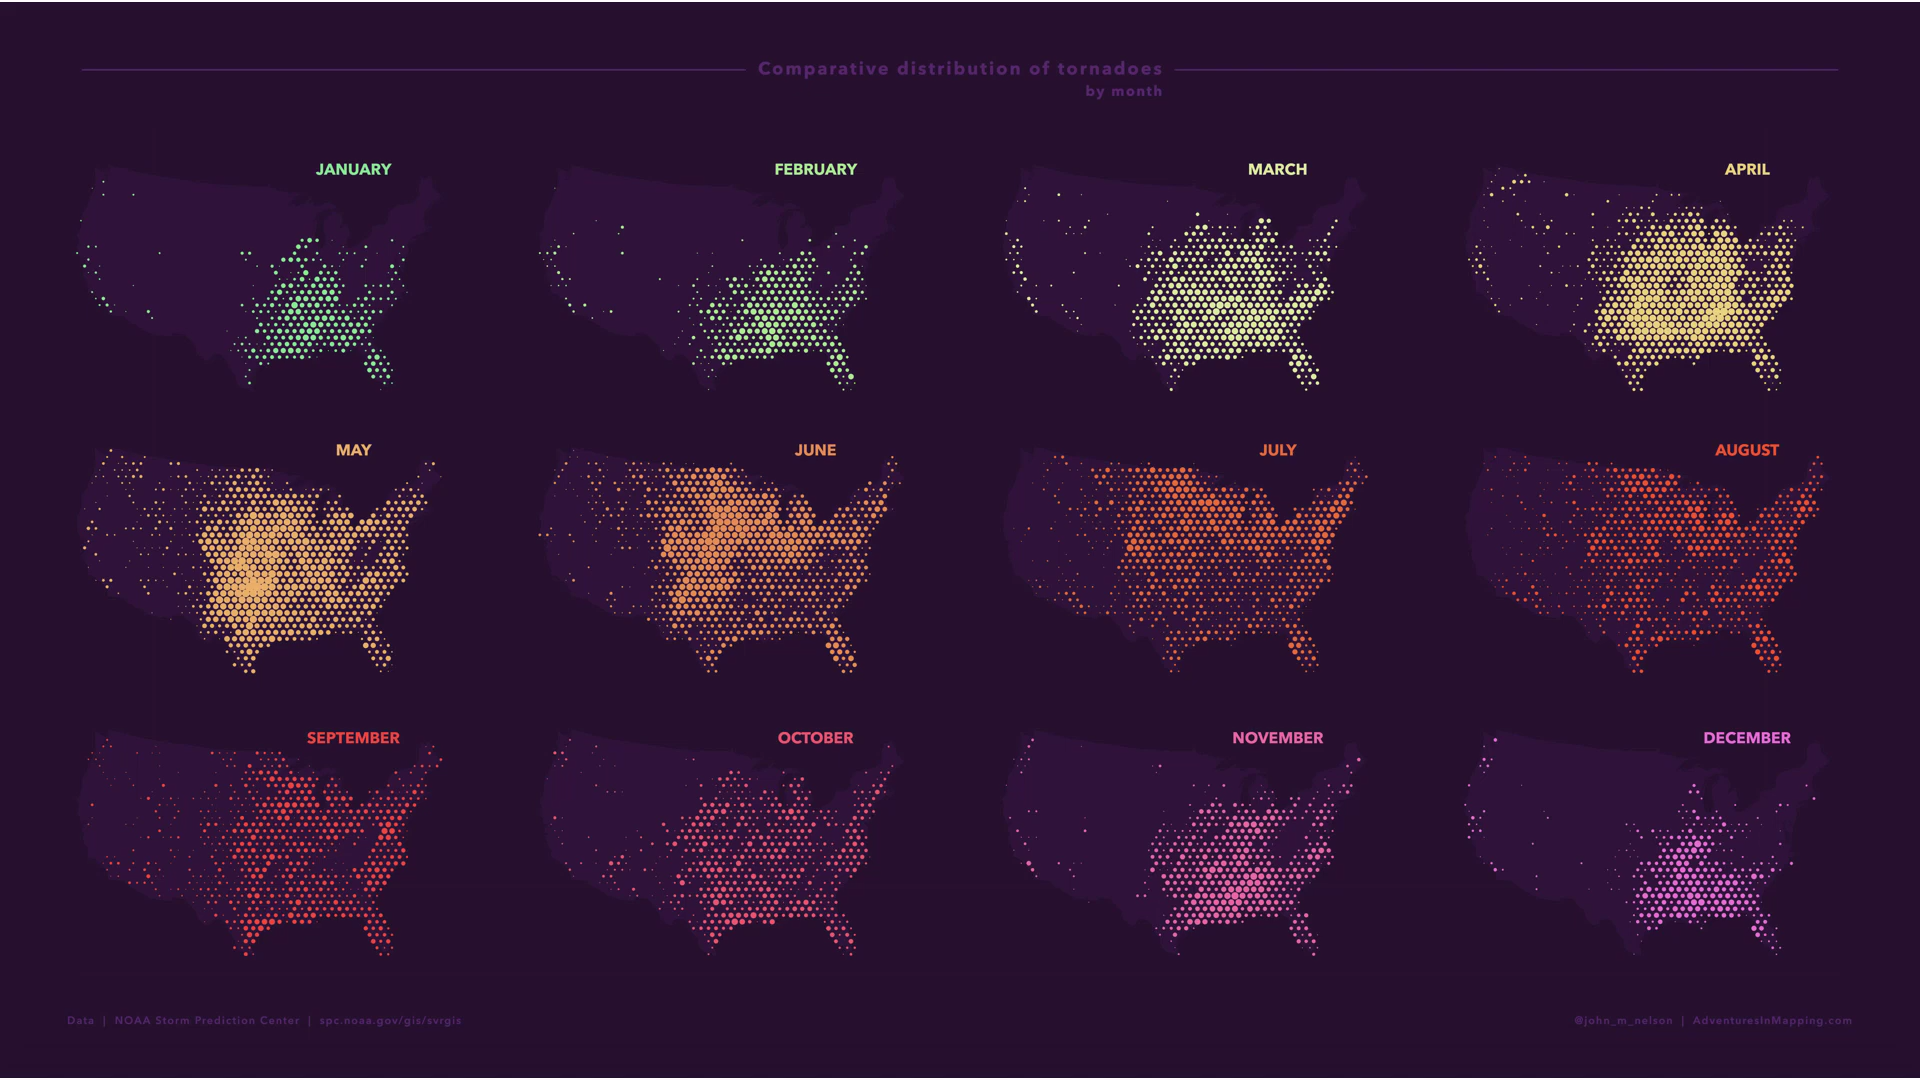 Comparative distribution of tornadoes
by month
JANUARY
FEBRUARY
MARCH
APRIL
MAY
JUNE
JULY
AUGUST
SEPTEMBER
OCTOBER
NOVEMBER
DECEMBER
Data | NOAA Storm Prediction Center | spc.noaa.gov/gis/svrgis
@john_m_nelson | AdventuresInMapping.com